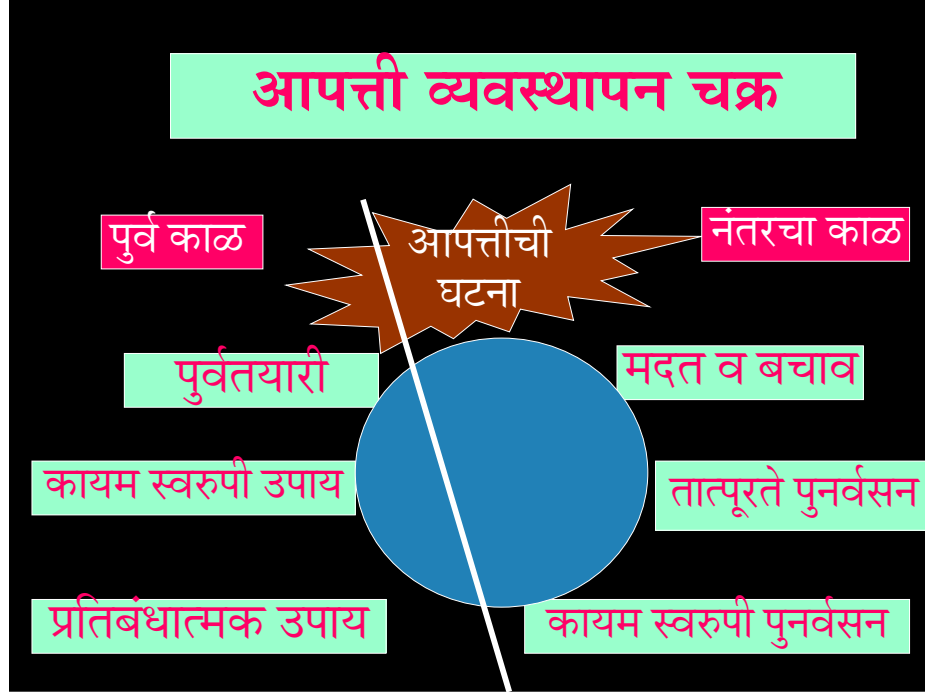 आपत्ती व्यवस्थापन चक्र
पुर्व काळ
आपत्तीची
घटना
नंतरचा काळ
पुर्वतयारी
मदत व बचाव
कायम स्वरुपी उपाय
तात्पूरते पुनर्वसन
प्रतिबंधात्मक उपाय
कायम स्वरुपी पुनर्वसन